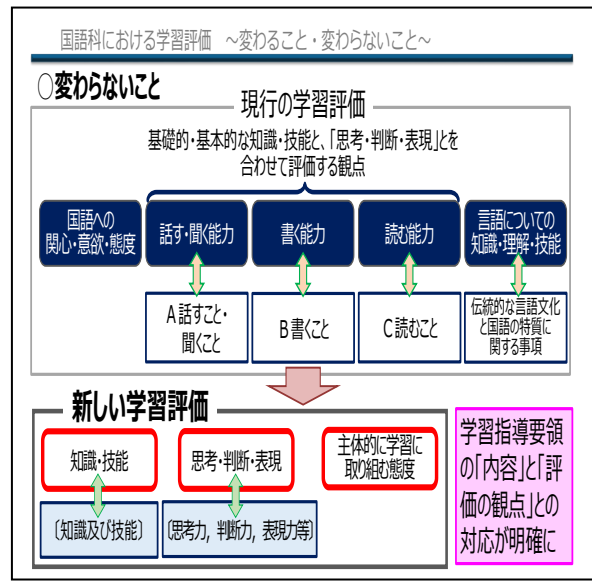 国語科における学習評価　～変わること・変わらないこと～
○変わらないこと
現行の学習評価
基礎的・基本的な知識・技能と、「思考・判断・表現」とを
合わせて評価する観点
国語への
関心・意欲・態度
話す・聞く能力
書く能力
読む能力
言語についての
知識・理解・技能
A 話すこと・
聞くこと
B 書くこと
C 読むこと
伝統的な言語文化
と国語の特質に
関する事項
新しい学習評価
知識・技能
思考・判断・表現
主体的に学習に
取り組む態度
〔知識及び技能〕
〔思考力，判断力，表現力等〕
学習指導要領
の「内容」と「評
価の観点」との
対応が明確に